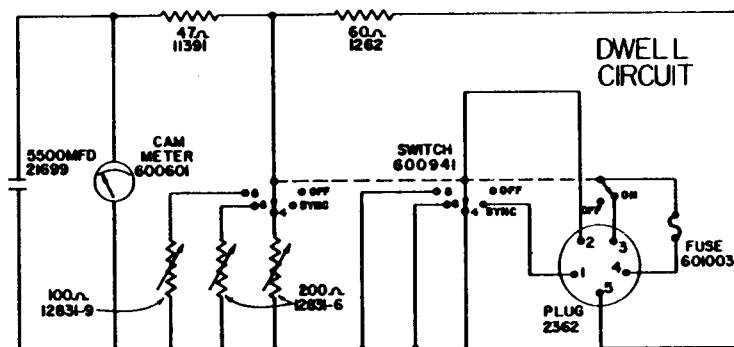 47Ω
11391
60Ω
1262
DWELL
CIRCUIT
5500MFD
21699
CAM
METER
600601
SWITCH
600941
8
OFF
6
4
SYNC
8
OFF
6
4
SYNC
ON
OFF
2
3
1
4
5
FUSE
601003
100Ω
12831-9
200Ω
12831-6
PLUG
2362